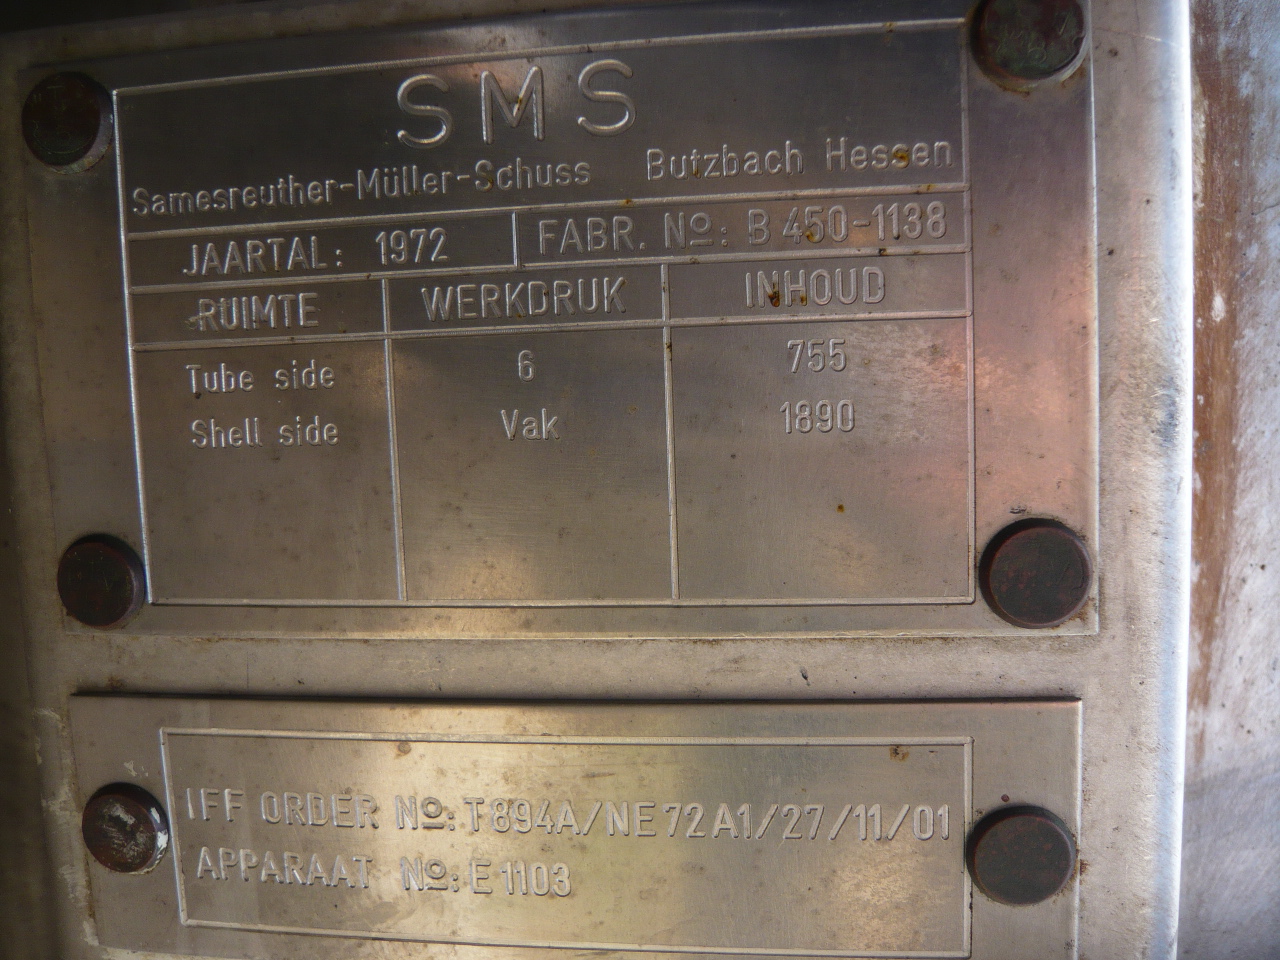 SMS
Samesreuther-Müller-Schuss Butzbach Hessen
JAARTAL: 1972 FABR. No: B 450-1138
RUIMTE WERKDRUK INHOUD
Tube side 6 755
Shell side Vak 1890
IFF ORDER No: T894A/NE72A1/27/11/01
APPARAAT No: E1103